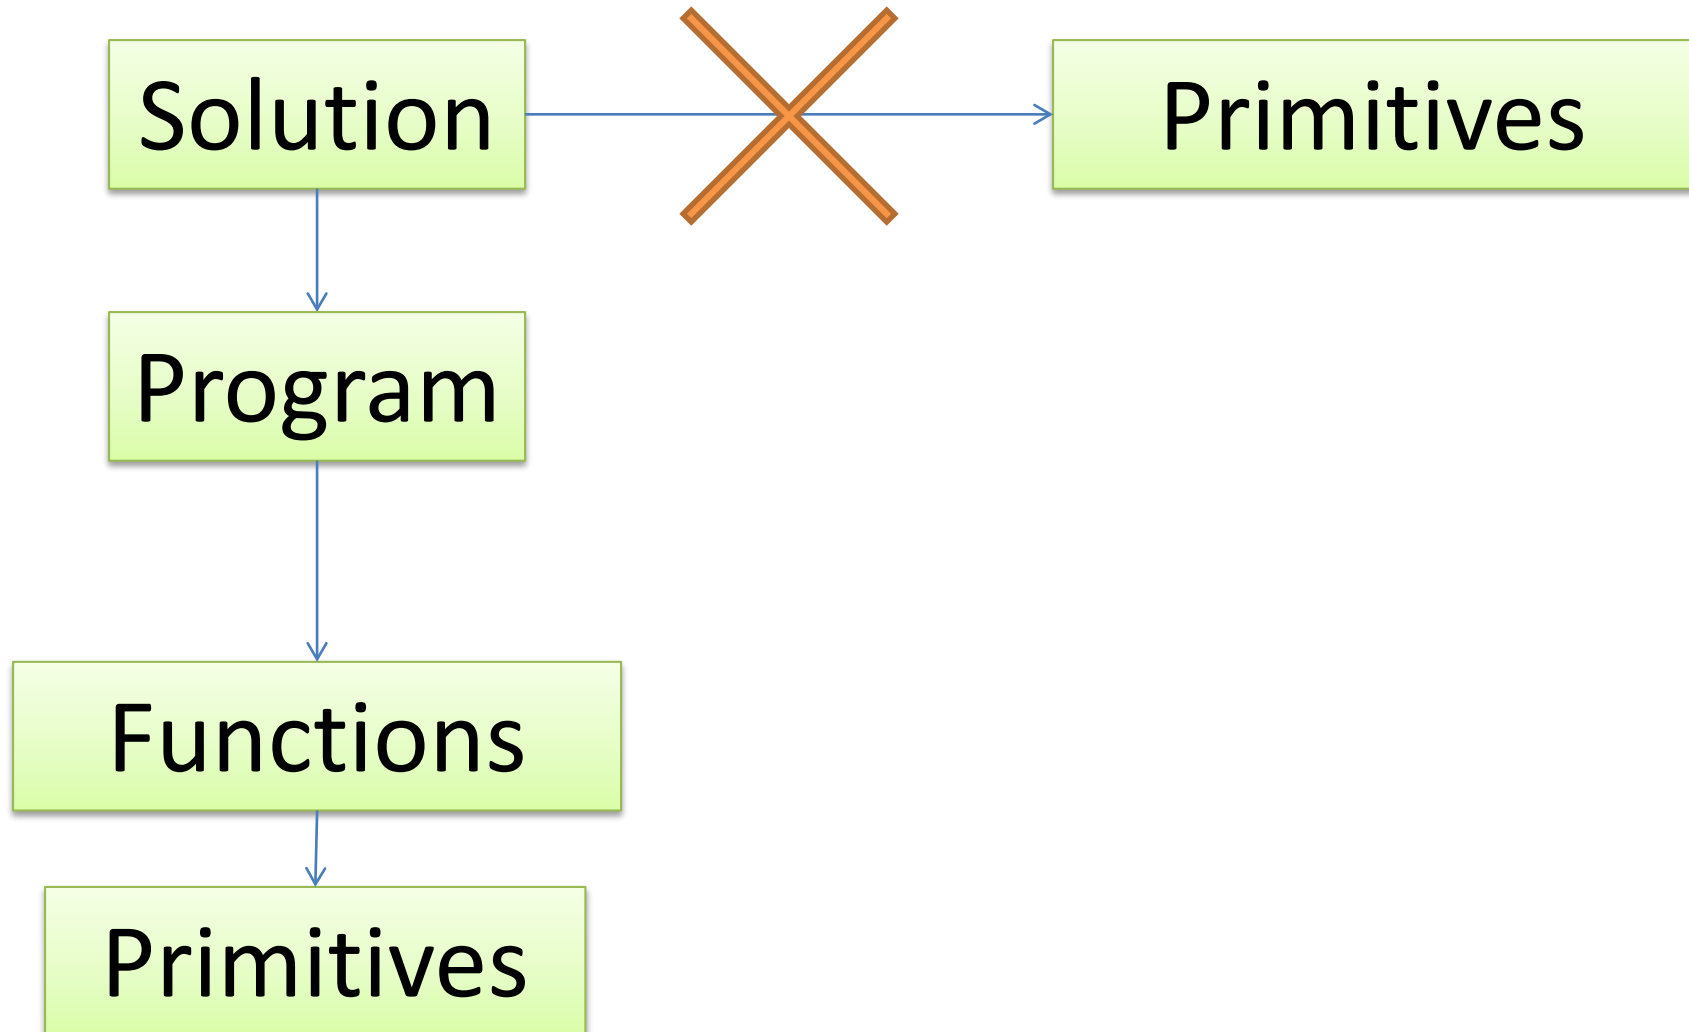 Solution
Primitives
Program
Functions
Primitives